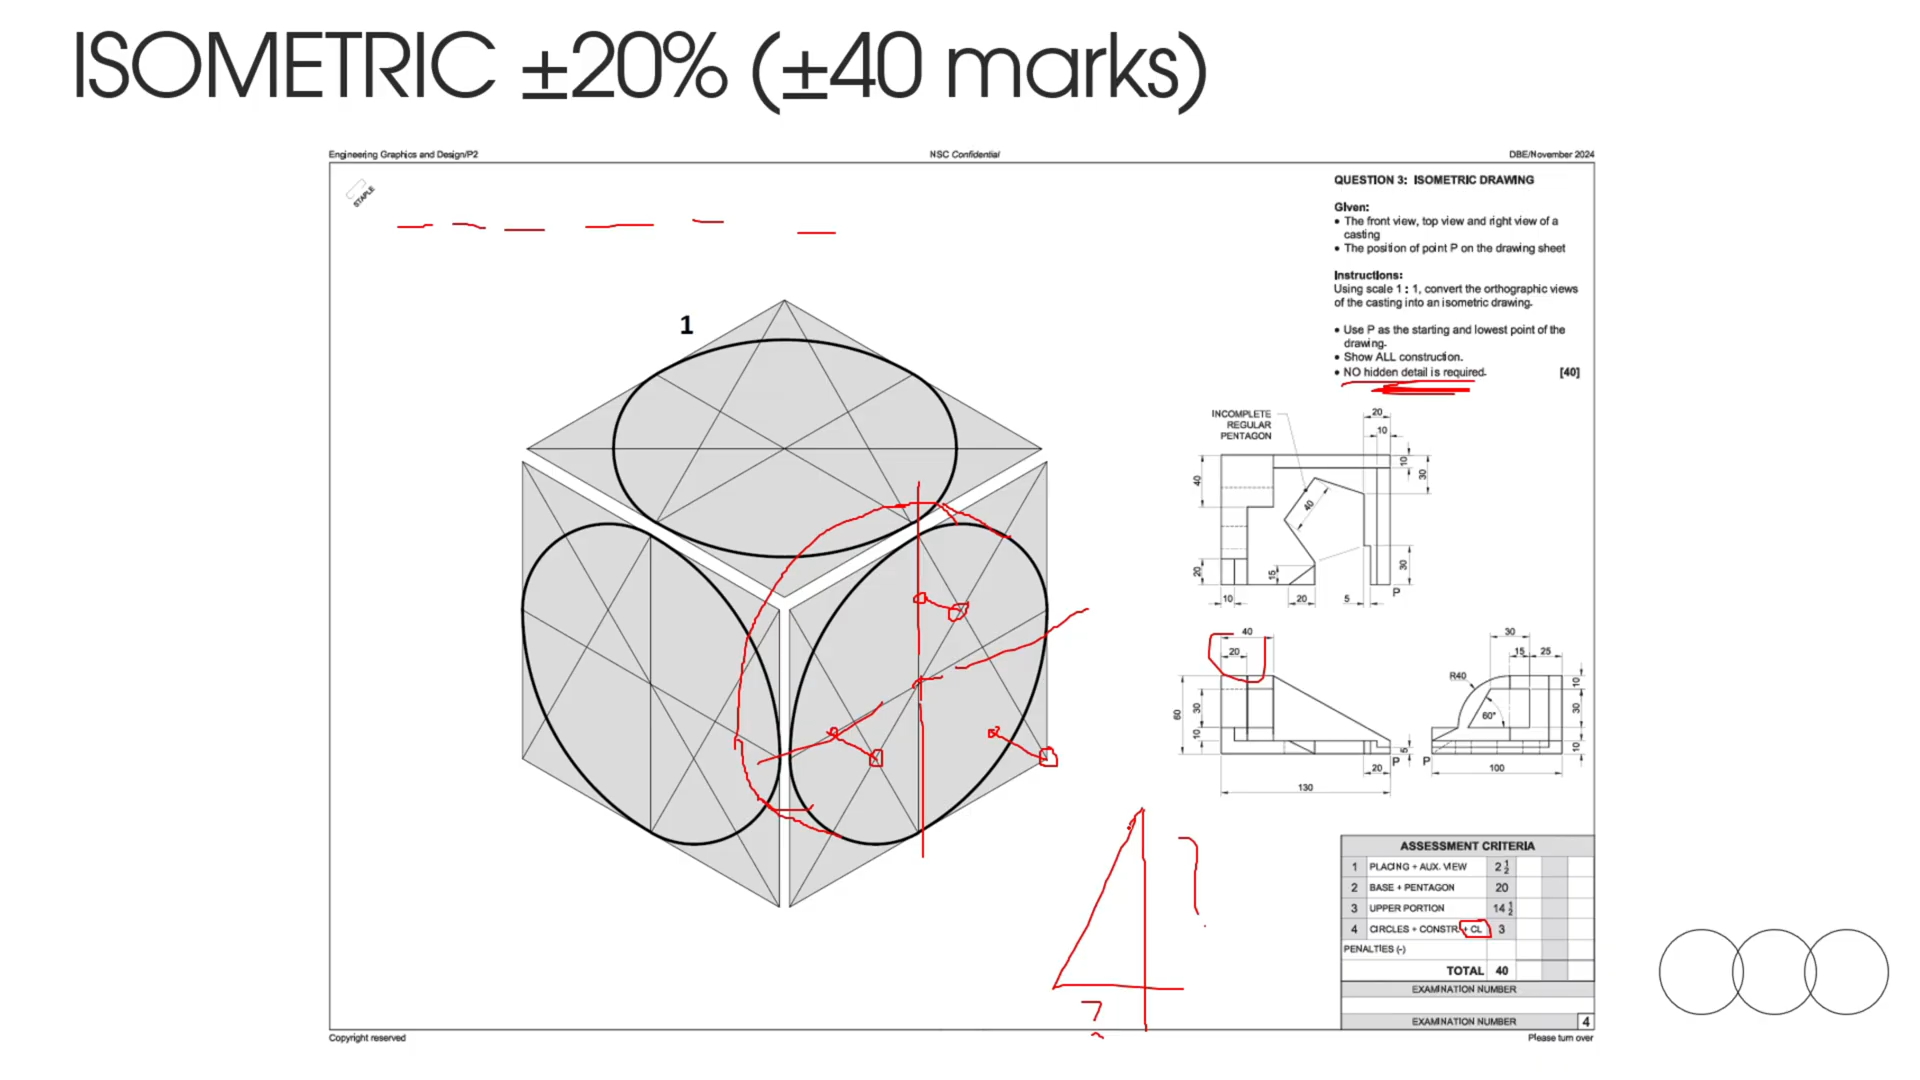 ISOMETRIC ±20% (±40 marks)
Engineering Graphics and Design/P2
NSC Confidential
DBE/November 2024
STAPLE
QUESTION 3: ISOMETRIC DRAWING
Given:
• The front view, top view and right view of a
casting
• The position of point P on the drawing sheet
Instructions:
Using scale 1 : 1, convert the orthographic views
of the casting into an isometric drawing.
• Use P as the starting and lowest point of the
drawing.
• Show ALL construction.
• NO hidden detail is required. [40]
1
INCOMPLETE
REGULAR
PENTAGON
20
10
10
30
40
40
20
15
30
10
20
5
P
40
20
60
30
10
5
P
20
130
30
15
25
R40
60°
10
30
10
P
100
?
?
ASSESSMENT CRITERIA
1 PLACING + AUX. VIEW 2 1/2
2 BASE + PENTAGON 20
3 UPPER PORTION 14 1/2
4 CIRCLES + CONSTR. + CL 3
PENALTIES (-)
TOTAL 40
EXAMINATION NUMBER
EXAMINATION NUMBER 4
Copyright reserved
Please turn over